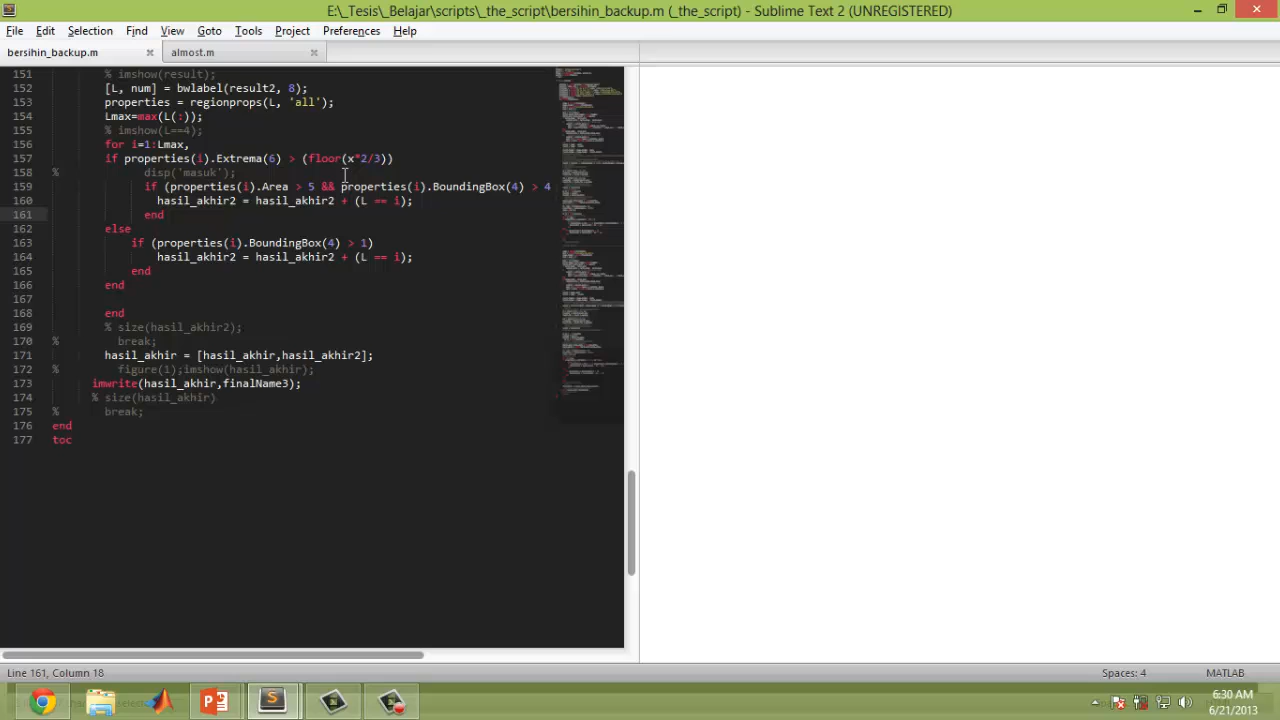 E:\_Tesis\_Belajar\scripts\_the_script\bersihin_backup.m (_the_script) - Sublime Text 2 (UNREGISTERED)
File Edit Selection Find View Goto Tools Project Preferences Help
bersihin_backup.m almost.m
151 % imshow(result);
152 [L, num] = bwlabel(result2, 8);
153 properties = regionprops(L, 'all');
154 Lmax=max(L(:));
155 % imshow(L==4);
156 for i=1:Lmax,
157 if properties(i).Extrema(6) > (floor(x*2/3))
158 % disp('masuk');
159 if (properties(i).Area > 5 && properties(i).BoundingBox(4) > 4
160 hasil_akhir2 = hasil_akhir2 + (L == i);
161 end
162 else
163 if (properties(i).BoundingBox(4) > 1)
164 hasil_akhir2 = hasil_akhir2 + (L == i);
165 end
166 end
167
168 end
169 % size(hasil_akhir2);
170 % break;
171 hasil_akhir = [hasil_akhir,hasil_akhir2];
172 % figure(i);imshow(hasil_akhir);
173 imwrite(hasil_akhir,finalName3);
174 % size(hasil_akhir)
175 % break;
176 end
177 toc
Line 161, Column 18 Spaces: 4 MATLAB
6:30 AM
6/21/2013